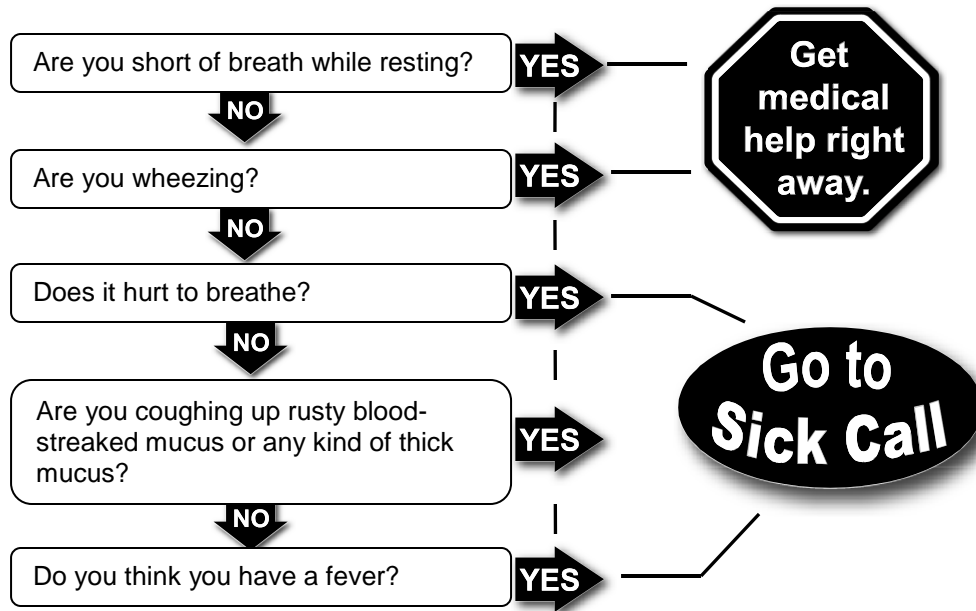 Are you short of breath while resting?
YES
Get
medical
help right
away.
NO
Are you wheezing?
YES
NO
Does it hurt to breathe?
YES
NO
Go to
Sick Call
Are you coughing up rusty blood-
streaked mucus or any kind of thick
mucus?
YES
NO
Do you think you have a fever?
YES